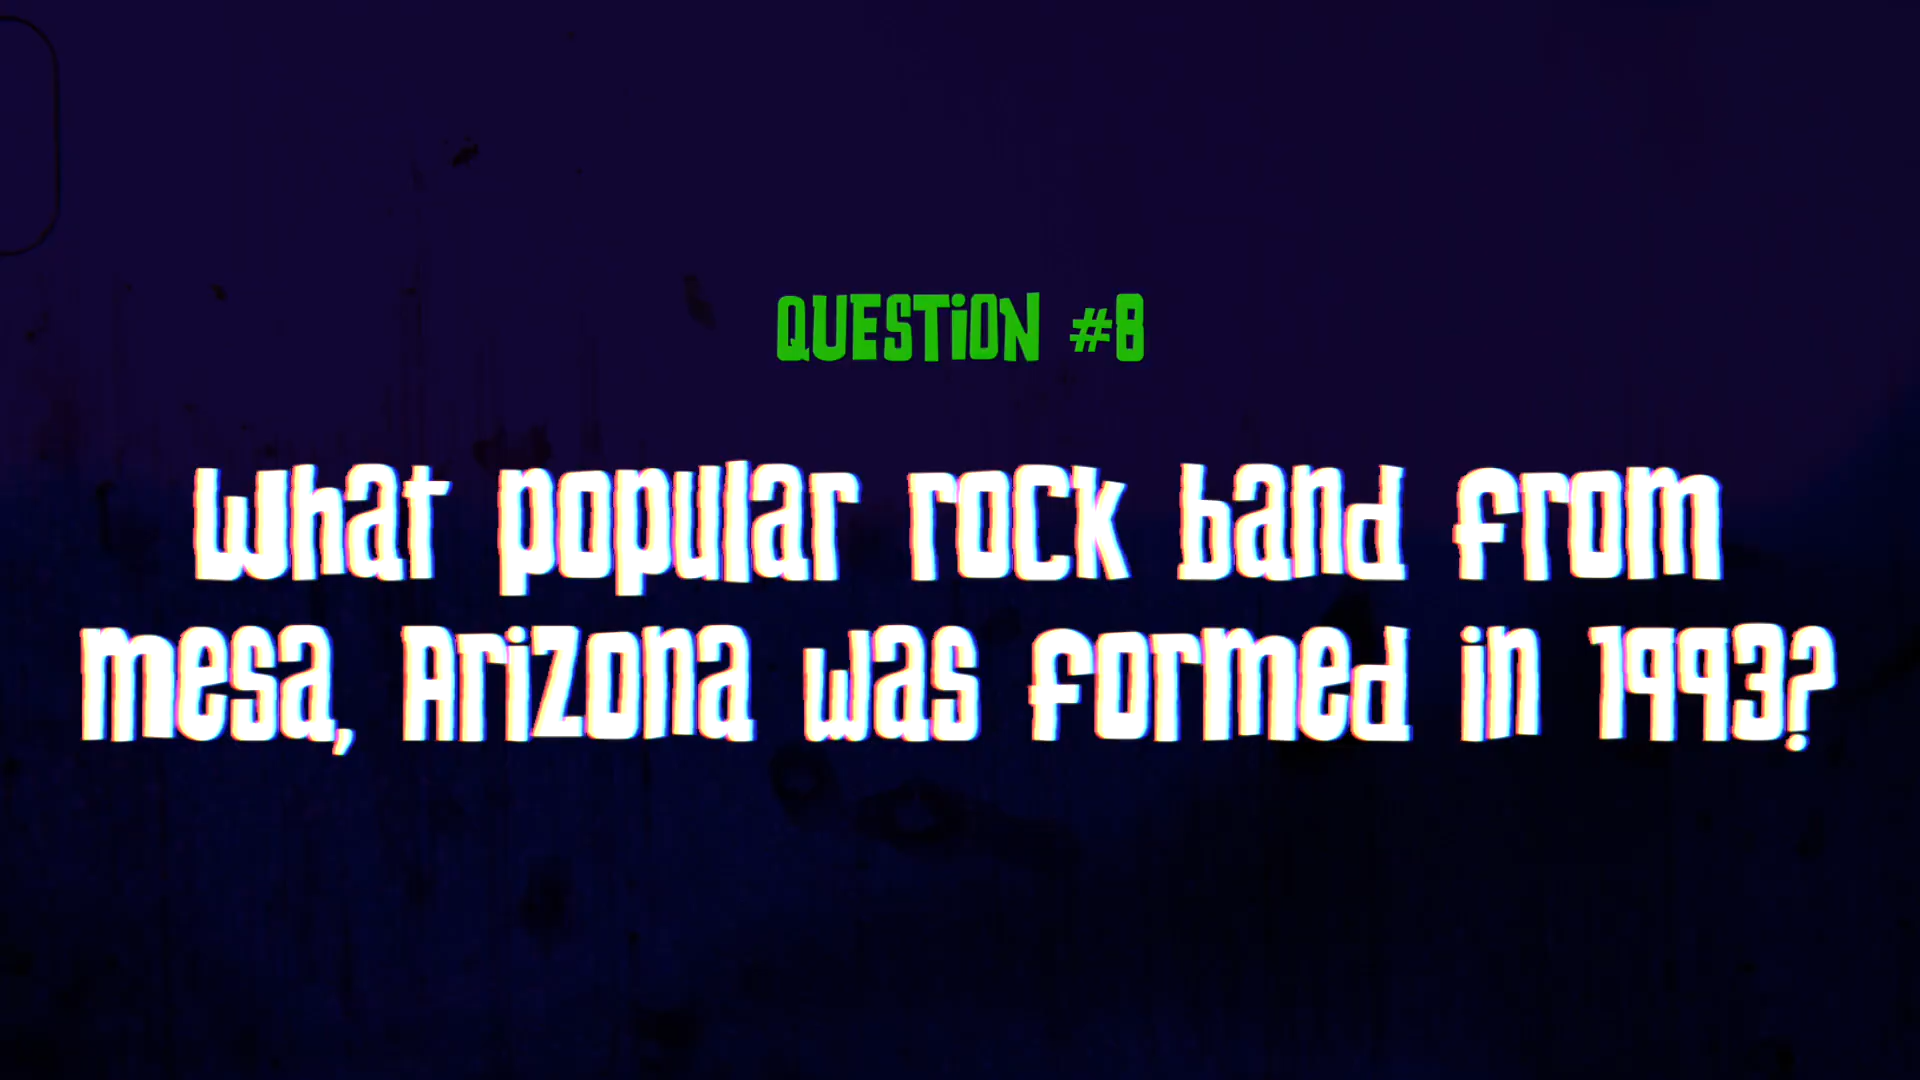 QUESTiON #8
What popular rock band from
mesa, Arizona was formed in 1993?